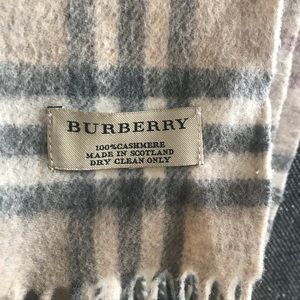 BURBERRY
100%CASHMERE
MADE IN SCOTLAND
DRY CLEAN ONLY